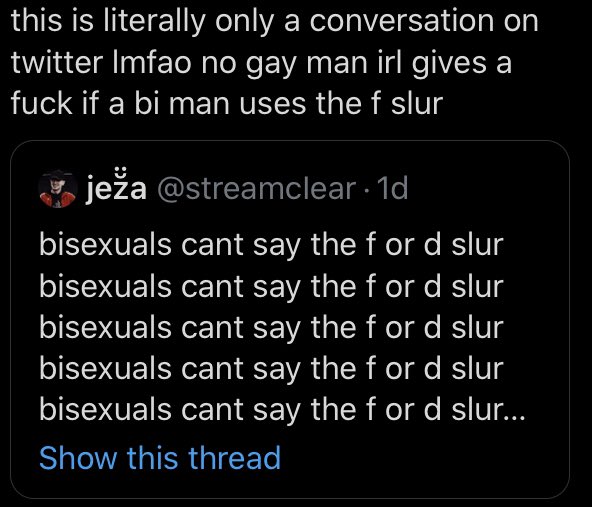 this is literally only a conversation on
twitter lmfao no gay man irl gives a
fuck if a bi man uses the f slur
jez̈̆a @streamclear · 1d
bisexuals cant say the f or d slur
bisexuals cant say the f or d slur
bisexuals cant say the f or d slur
bisexuals cant say the f or d slur
bisexuals cant say the f or d slur...
Show this thread